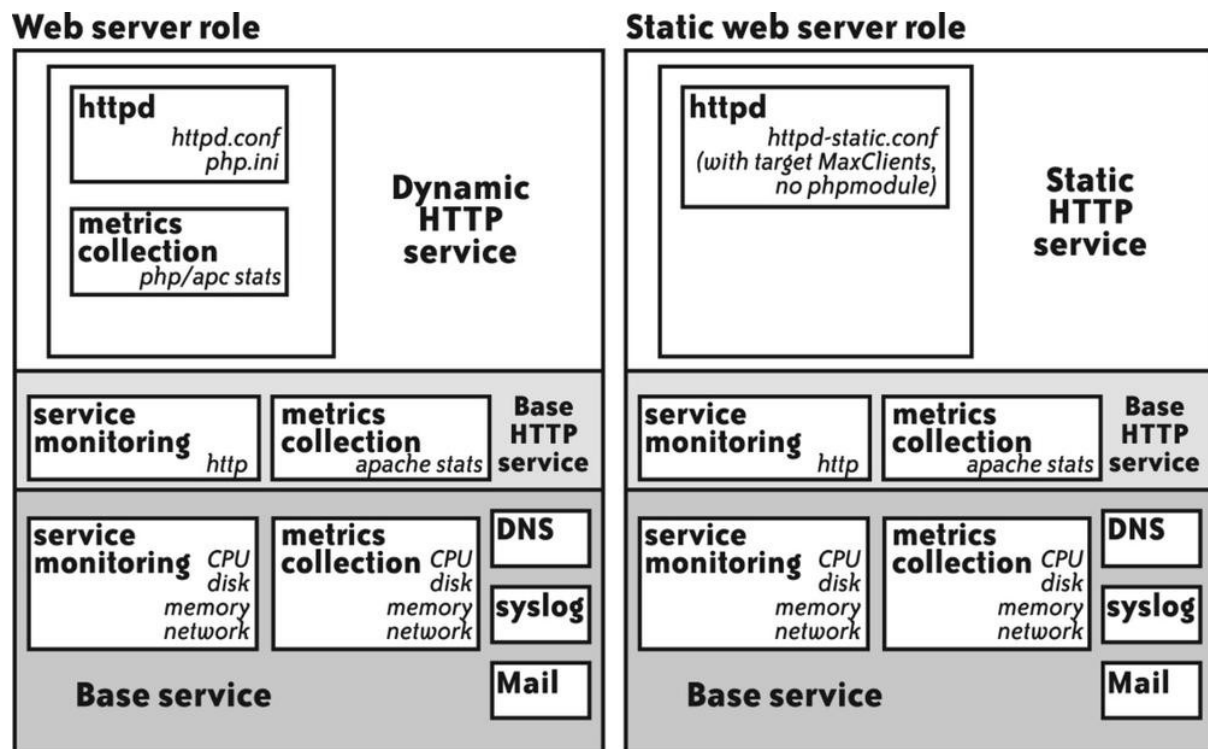 Web server role
httpd
httpd.conf
php.ini
metrics
collection
php/apc stats
Dynamic
HTTP
service
service
monitoring
http
metrics
collection
apache stats
Base
HTTP
service
service
monitoring
CPU
disk
memory
network
metrics
collection
CPU
disk
memory
network
DNS
syslog
Mail
Base service
Static web server role
httpd
httpd-static.conf
(with target MaxClients,
no phpmodule)
Static
HTTP
service
service
monitoring
http
metrics
collection
apache stats
Base
HTTP
service
service
monitoring
CPU
disk
memory
network
metrics
collection
CPU
disk
memory
network
DNS
syslog
Mail
Base service